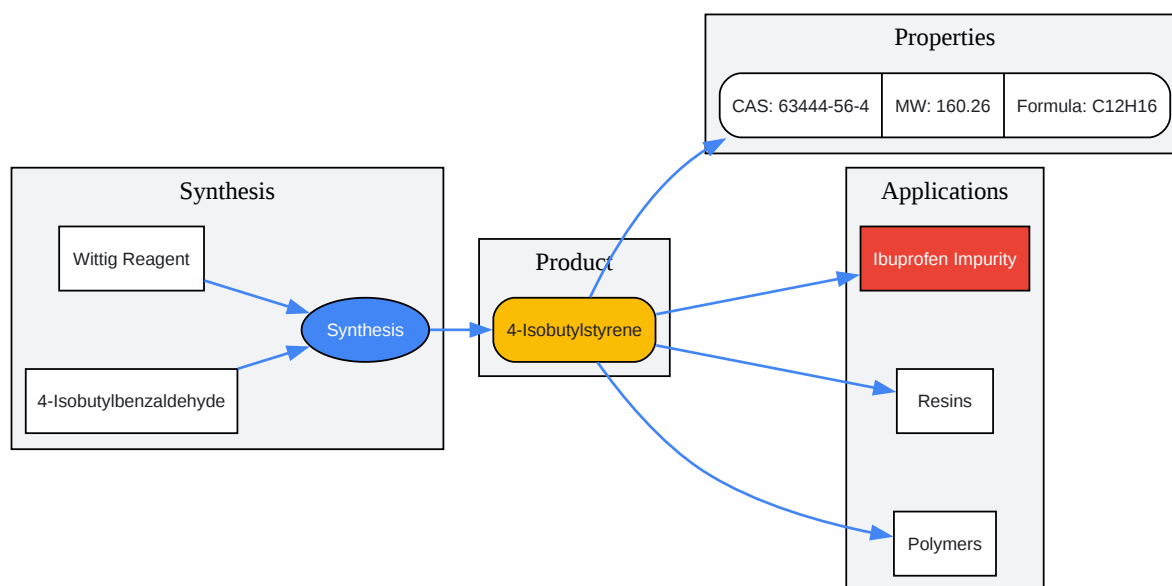 Properties
CAS: 63444-56-4
MW: 160.26
Formula: C12H16
Synthesis
Wittig Reagent
4-Isobutylbenzaldehyde
Synthesis
Product
4-Isobutylstyrene
Applications
Ibuprofen Impurity
Resins
Polymers